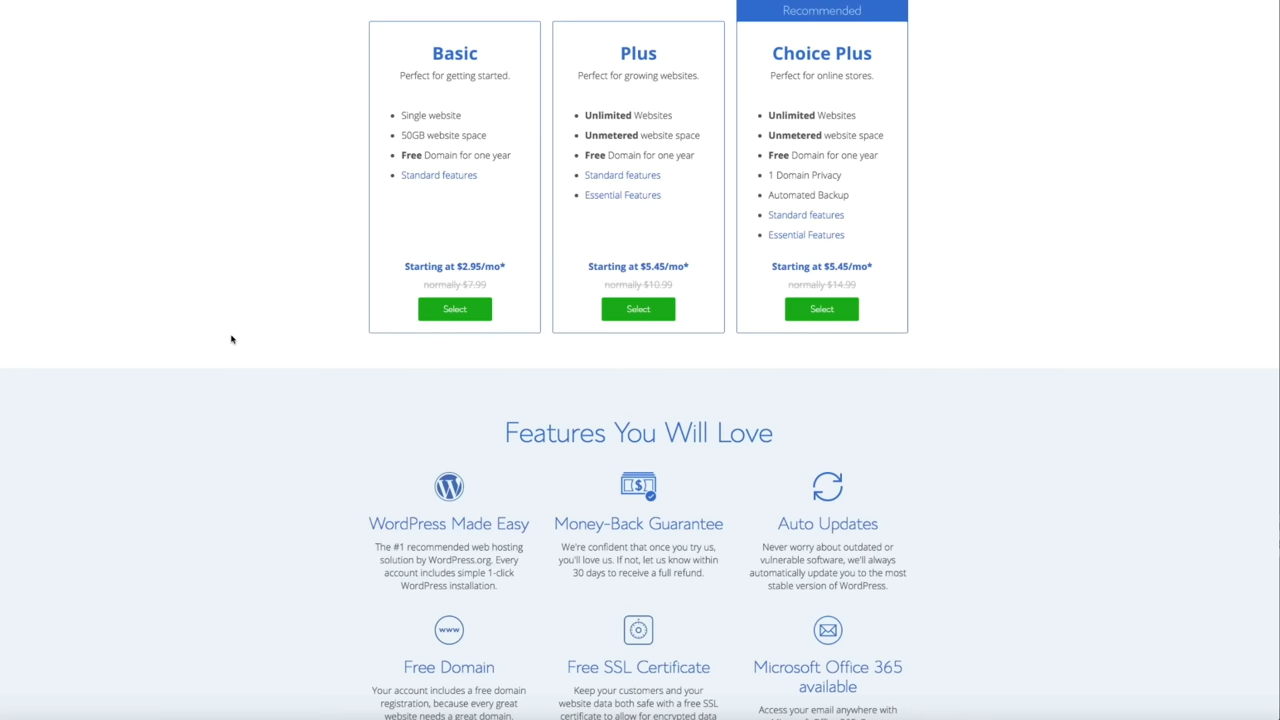 Recommended
Basic
Perfect for getting started.
Single website
50GB website space
Free Domain for one year
Standard features
Starting at $2.95/mo*
normally $7.99
Select
Plus
Perfect for growing websites.
Unlimited Websites
Unmetered website space
Free Domain for one year
Standard features
Essential Features
Starting at $5.45/mo*
normally $10.99
Select
Choice Plus
Perfect for online stores.
Unlimited Websites
Unmetered website space
Free Domain for one year
1 Domain Privacy
Automated Backup
Standard features
Essential Features
Starting at $5.45/mo*
normally $14.99
Select
Features You Will Love
WordPress Made Easy
The #1 recommended web hosting
solution by WordPress.org. Every
account includes simple 1-click
WordPress installation.
$
Money-Back Guarantee
We're confident that once you try us,
you'll love us. If not, let us know within
30 days to receive a full refund.
Auto Updates
Never worry about outdated or
vulnerable software, we'll always
automatically update you to the most
stable version of WordPress.
www
Free Domain
Your account includes a free domain
registration, because every great
website needs a great domain.
Free SSL Certificate
Keep your customers and your
website data both safe with a free SSL
certificate to allow for encrypted data
Microsoft Office 365
available
Access your email anywhere with